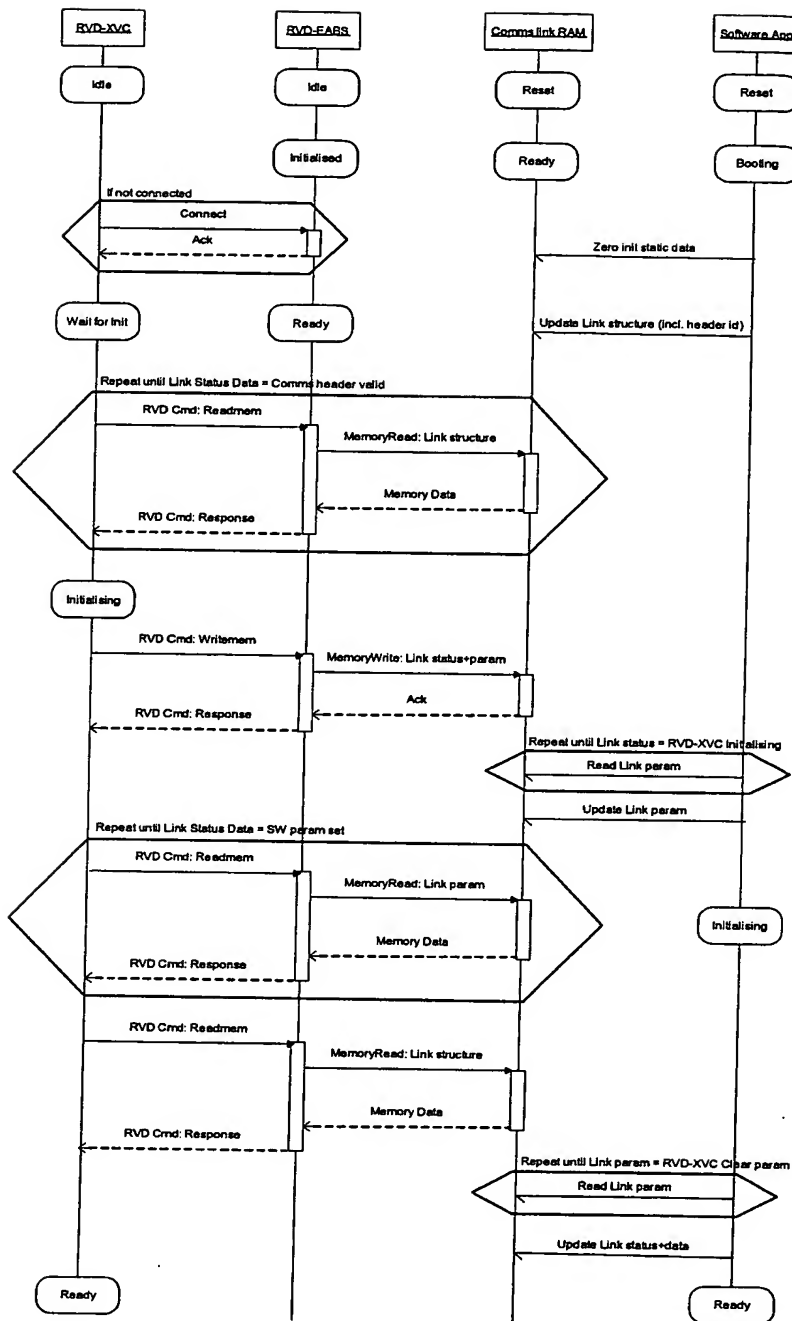 RVD-XVC
RVD-EABS
Comms link RAM
Software App
Idle
Idle
Reset
Reset
Initialised
Ready
Booting
If not connected
Connect
Ack
Zero init static data
Wait for Init
Ready
Update Link structure (incl. header id)
Repeat until Link Status Data = Comms header valid
RVD Cmd: Readmem
MemoryRead: Link structure
Memory Data
RVD Cmd: Response
Initialising
RVD Cmd: Writemem
MemoryWrite: Link status+param
Ack
RVD Cmd: Response
Repeat until Link status = RVD-XVC Initialising
Read Link param
Update Link param
Repeat until Link Status Data = SW param set
RVD Cmd: Readmem
MemoryRead: Link param
Initialising
Memory Data
RVD Cmd: Response
RVD Cmd: Readmem
MemoryRead: Link structure
Memory Data
RVD Cmd: Response
Repeat until Link param = RVD-XVC Clear param
Read Link param
Update Link status+data
Ready
Ready